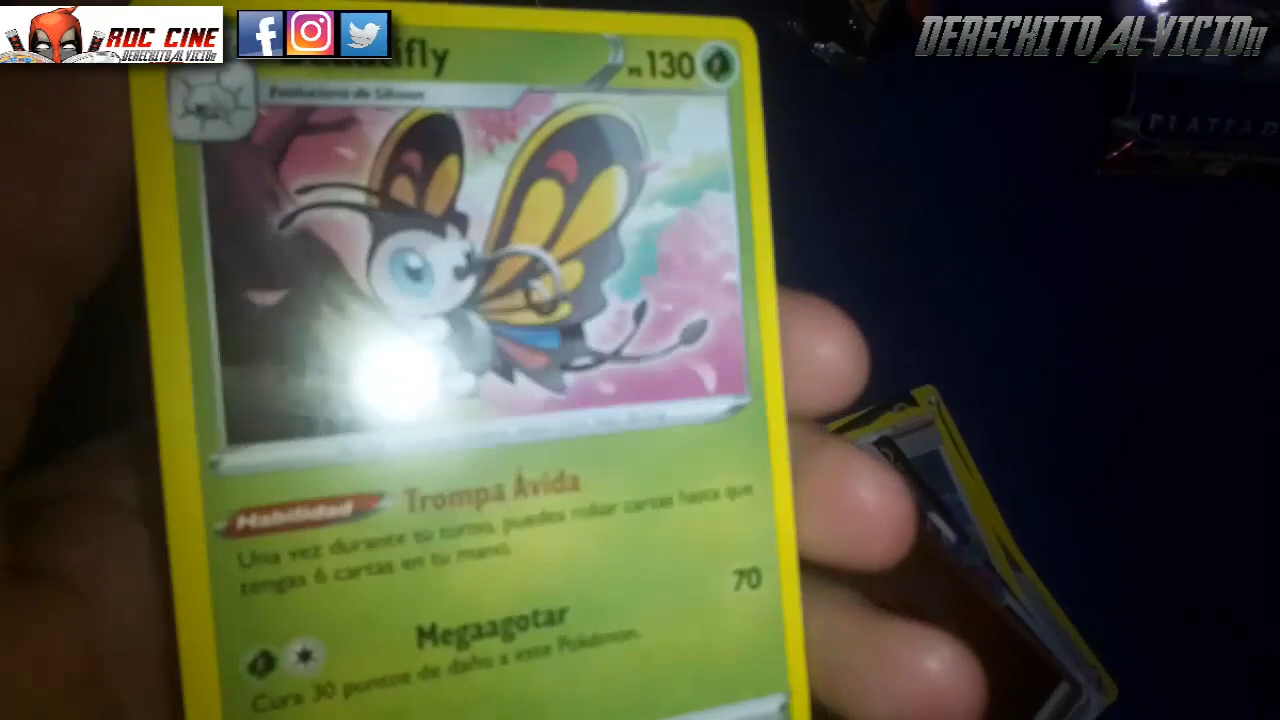 ROC CINE
DERECHITO AL VICIO!!
DERECHITO AL VICIO!!
Beautifly
PS 130
Evoluciona de Silcoon
Habilidad Trompa Ávida
Una vez durante tu turno, puedes robar cartas hasta que
tengas 6 cartas en tu mano.
Megaagotar 70
Cura 30 puntos de daño a este Pokémon.